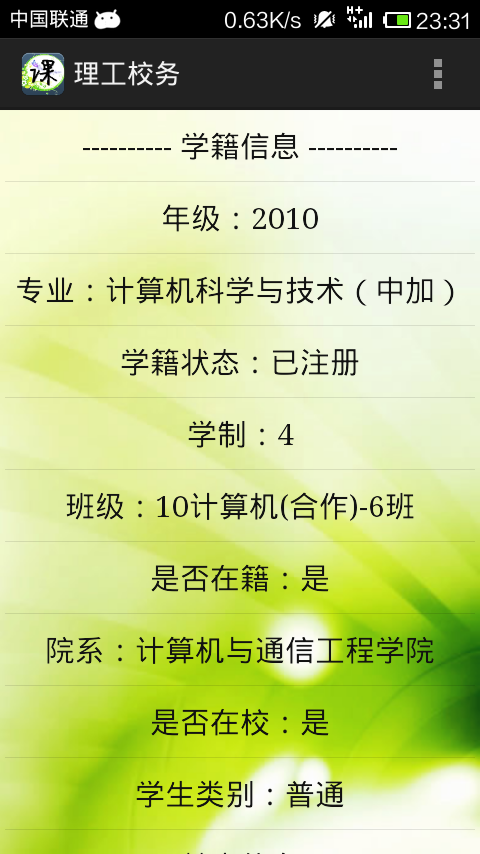 中国联通 0.63K/s H+ 23:31
课 理工校务
---------- 学籍信息 ----------
年级：2010
专业：计算机科学与技术（中加）
学籍状态：已注册
学制：4
班级：10计算机(合作)-6班
是否在籍：是
院系：计算机与通信工程学院
是否在校：是
学生类别：普通